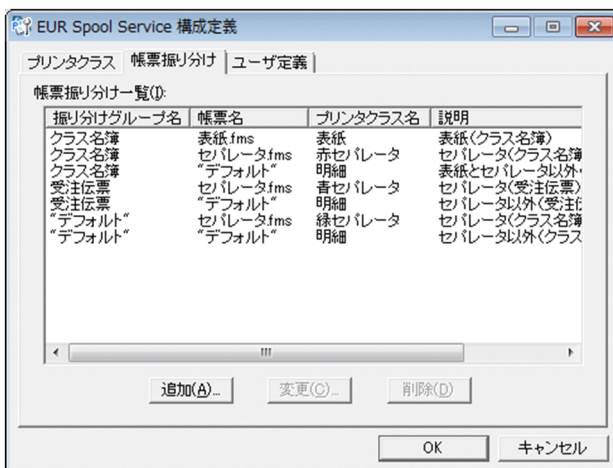 EUR Spool Service 構成定義
プリンタクラス 帳票振り分け ユーザ定義
帳票振り分け一覧(I):
振り分けグループ名 帳票名 プリンタクラス名 説明
クラス名簿 表紙.fms 表紙 表紙(クラス名簿)
クラス名簿 セパレータ.fms 赤セパレータ セパレータ(クラス名簿
クラス名簿 "デフォルト" 明細 表紙とセパレータ以外
受注伝票 セパレータ.fms 青セパレータ セパレータ(受注伝票)
受注伝票 "デフォルト" 明細 セパレータ以外(受注伝
"デフォルト" セパレータ.fms 緑セパレータ セパレータ(クラス名簿
"デフォルト" "デフォルト" 明細 セパレータ以外(クラス
追加(A)... 変更(C)... 削除(D)
OK キャンセル